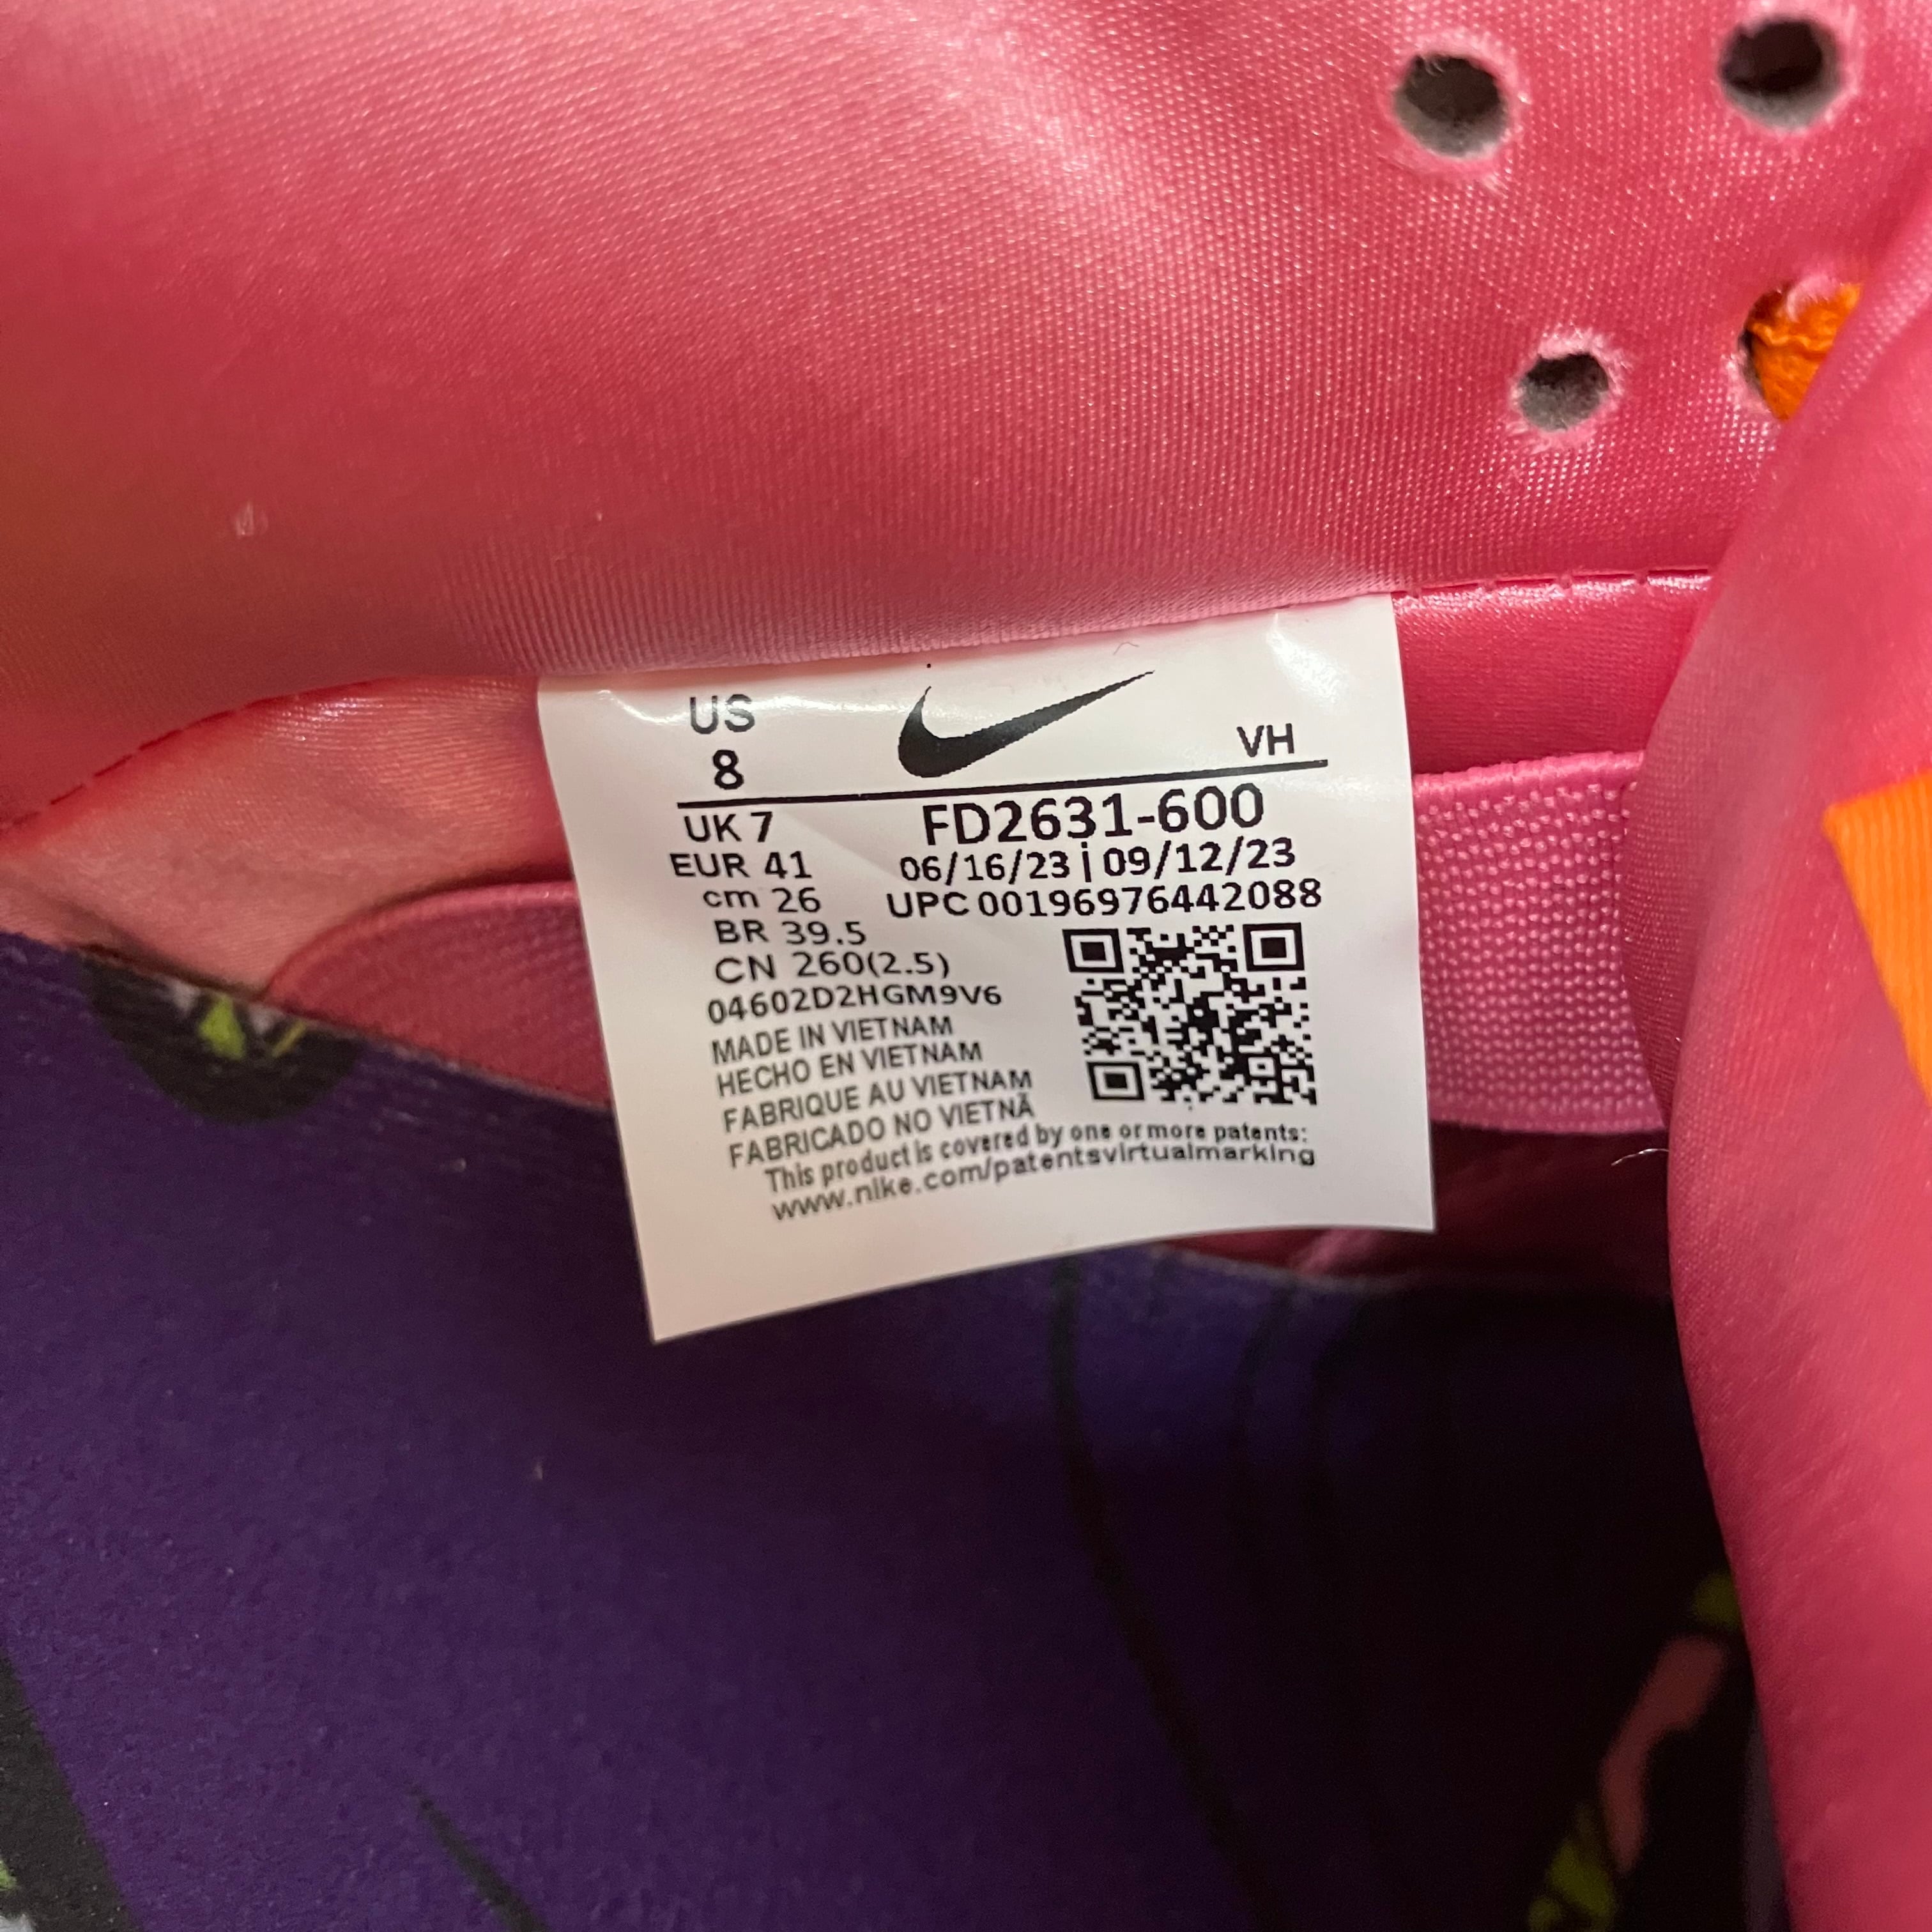 US
8
VH
UK 7
FD2631-600
EUR 41
06/16/23 | 09/12/23
cm 26
UPC 00196976442088
BR 39.5
CN 260(2.5)
04602D2HGM9V6
MADE IN VIETNAM
HECHO EN VIETNAM
FABRIQUE AU VIETNAM
FABRICADO NO VIETNÃ
This product is covered by one or more patents:
www.nike.com/patentsvirtualmarking